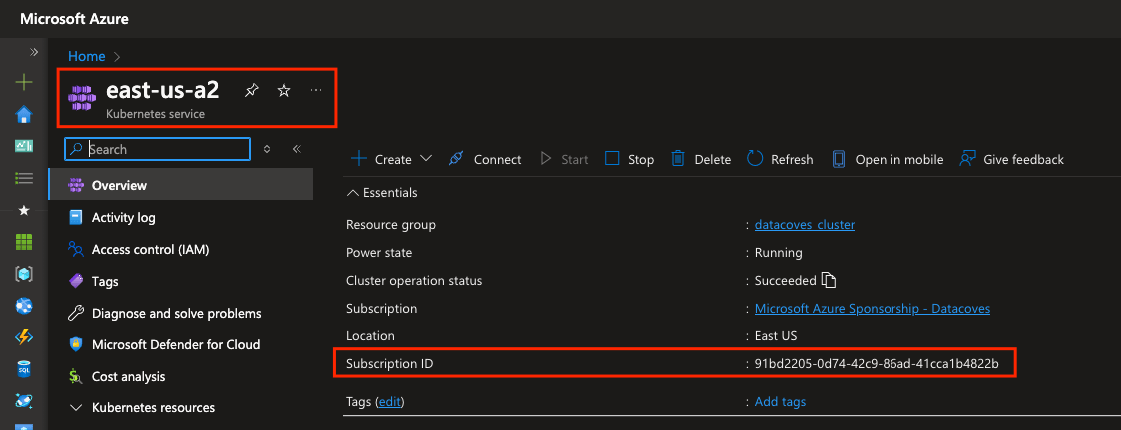 Microsoft Azure
Home
east-us-a2
Kubernetes service
Search
Create Connect Start Stop Delete Refresh Open in mobile Give feedback
Overview
Activity log
Access control (IAM)
Tags
Diagnose and solve problems
Microsoft Defender for Cloud
Cost analysis
Kubernetes resources
Essentials
Resource group : datacoves_cluster
Power state : Running
Cluster operation status : Succeeded
Subscription : Microsoft Azure Sponsorship - Datacoves
Location : East US
Subscription ID : 91bd2205-0d74-42c9-86ad-41cca1b4822b
Tags (edit) : Add tags
SQL